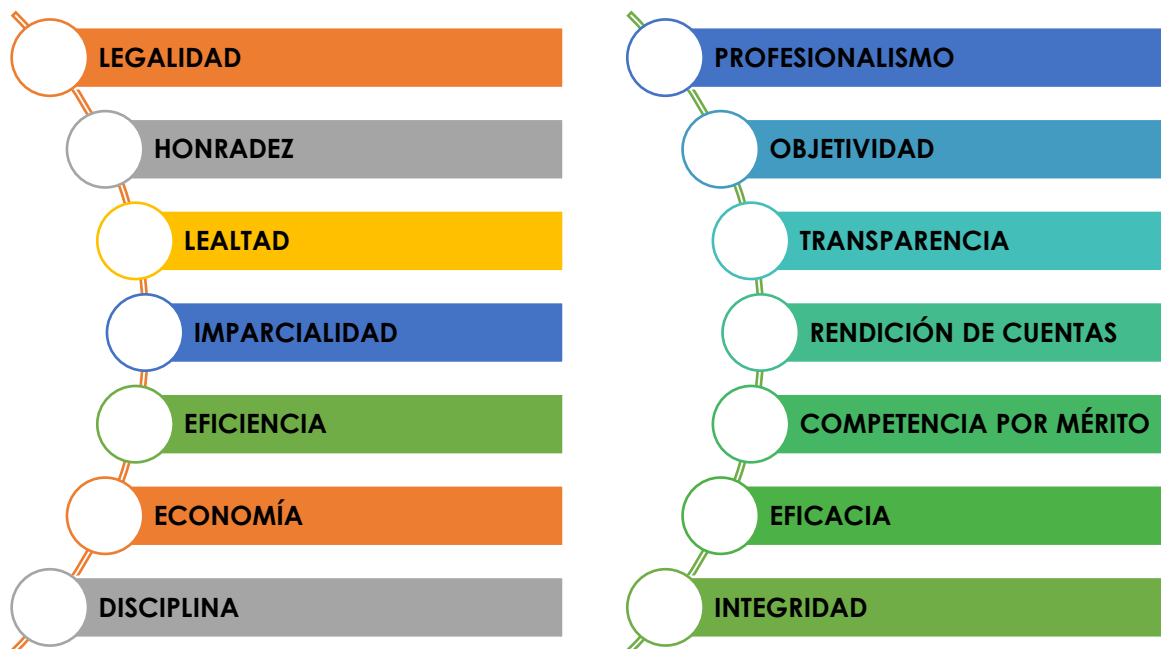 LEGALIDAD
HONRADEZ
LEALTAD
IMPARCIALIDAD
EFICIENCIA
ECONOMÍA
DISCIPLINA
PROFESIONALISMO
OBJETIVIDAD
TRANSPARENCIA
RENDICIÓN DE CUENTAS
COMPETENCIA POR MÉRITO
EFICACIA
INTEGRIDAD